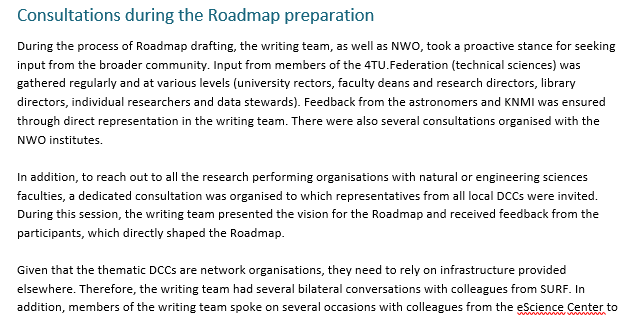 Consultations during the Roadmap preparation
During the process of Roadmap drafting, the writing team, as well as NWO, took a proactive stance for seeking
input from the broader community. Input from members of the 4TU.Federation (technical sciences) was
gathered regularly and at various levels (university rectors, faculty deans and research directors, library
directors, individual researchers and data stewards). Feedback from the astronomers and KNMI was ensured
through direct representation in the writing team. There were also several consultations organised with the
NWO institutes.
In addition, to reach out to all the research performing organisations with natural or engineering sciences
faculties, a dedicated consultation was organised to which representatives from all local DCCs were invited.
During this session, the writing team presented the vision for the Roadmap and received feedback from the
participants, which directly shaped the Roadmap.
Given that the thematic DCCs are network organisations, they need to rely on infrastructure provided
elsewhere. Therefore, the writing team had several bilateral conversations with colleagues from SURF. In
addition, members of the writing team spoke on several occasions with colleagues from the eScience Center to